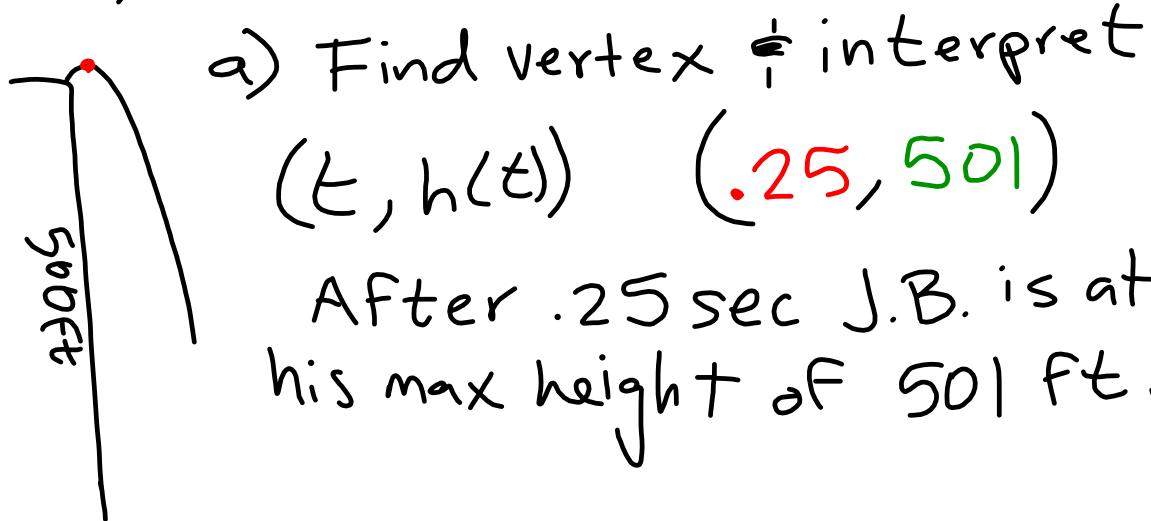 a) Find vertex & interpret
(t, h(t)) (.25, 501)
After .25 sec J.B. is at
his max height of 501 ft.
500ft